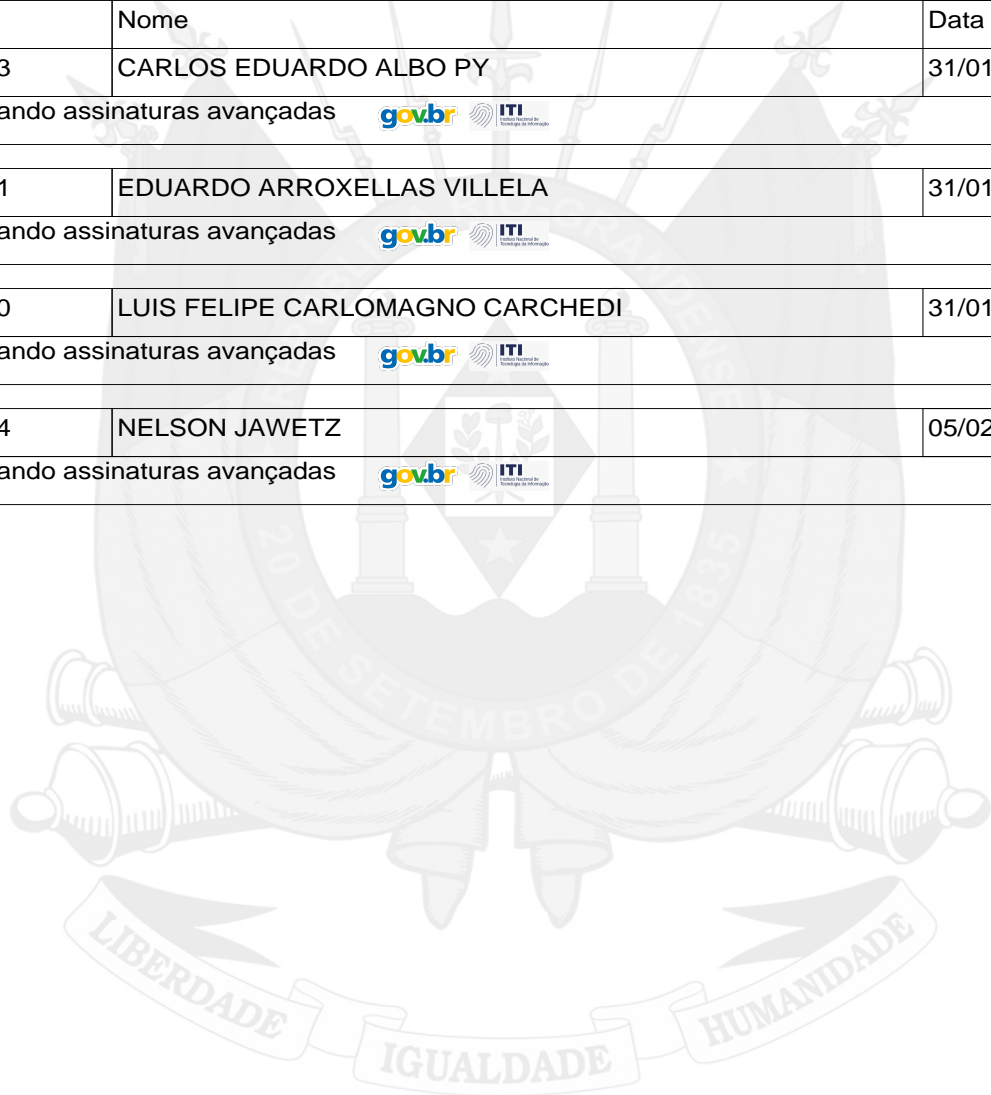 Nome Data
3 CARLOS EDUARDO ALBO PY 31/01
ando assinaturas avançadas gov.br ITI
1 EDUARDO ARROXELLAS VILLELA 31/01
ando assinaturas avançadas gov.br ITI
0 LUIS FELIPE CARLOMAGNO CARCHEDI 31/01
ando assinaturas avançadas gov.br ITI
4 NELSON JAWETZ 05/02
ando assinaturas avançadas gov.br ITI
20 DE SETEMBRO DE 1835
LIBERDADE IGUALDADE HUMANIDADE